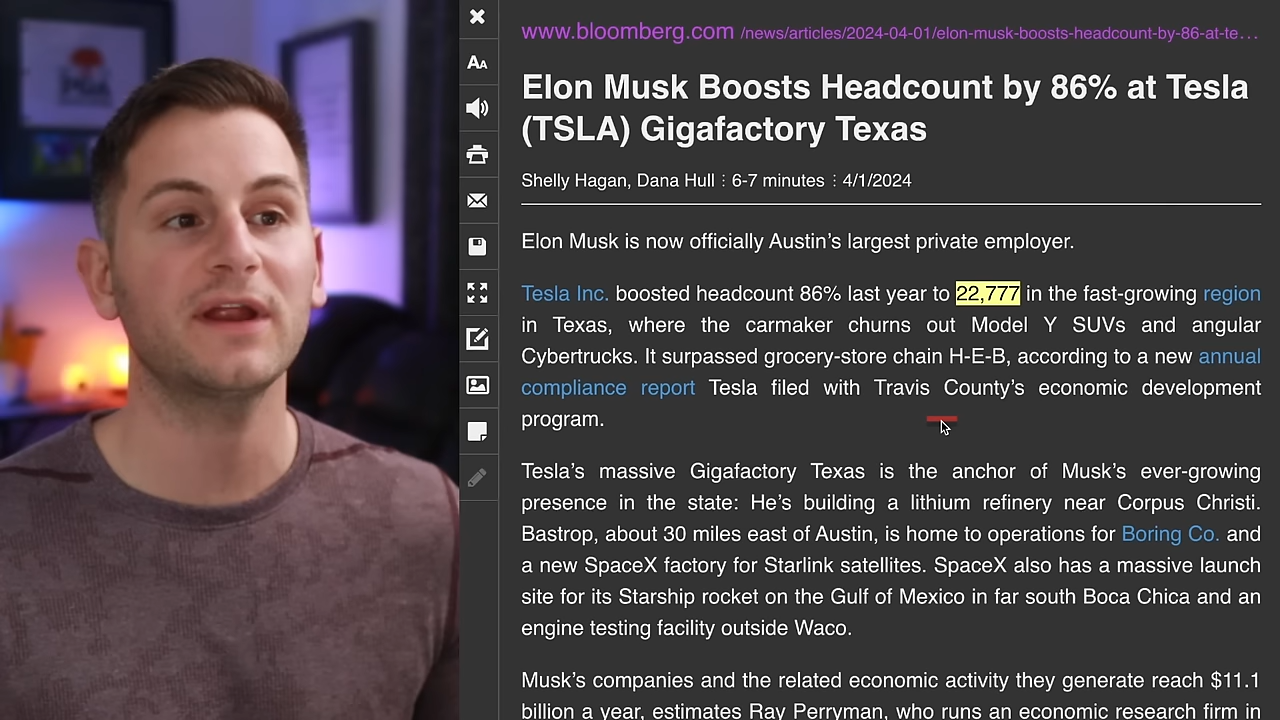 www.bloomberg.com /news/articles/2024-04-01/elon-musk-boosts-headcount-by-86-at-te…
AA
Elon Musk Boosts Headcount by 86% at Tesla
(TSLA) Gigafactory Texas
Shelly Hagan, Dana Hull ⋮ 6-7 minutes ⋮ 4/1/2024
Elon Musk is now officially Austin’s largest private employer.
Tesla Inc. boosted headcount 86% last year to 22,777 in the fast-growing region
in Texas, where the carmaker churns out Model Y SUVs and angular
Cybertrucks. It surpassed grocery-store chain H-E-B, according to a new annual
compliance report Tesla filed with Travis County’s economic development
program.
Tesla’s massive Gigafactory Texas is the anchor of Musk’s ever-growing
presence in the state: He’s building a lithium refinery near Corpus Christi.
Bastrop, about 30 miles east of Austin, is home to operations for Boring Co. and
a new SpaceX factory for Starlink satellites. SpaceX also has a massive launch
site for its Starship rocket on the Gulf of Mexico in far south Boca Chica and an
engine testing facility outside Waco.
Musk’s companies and the related economic activity they generate reach $11.1
billion a year, estimates Ray Perryman, who runs an economic research firm in